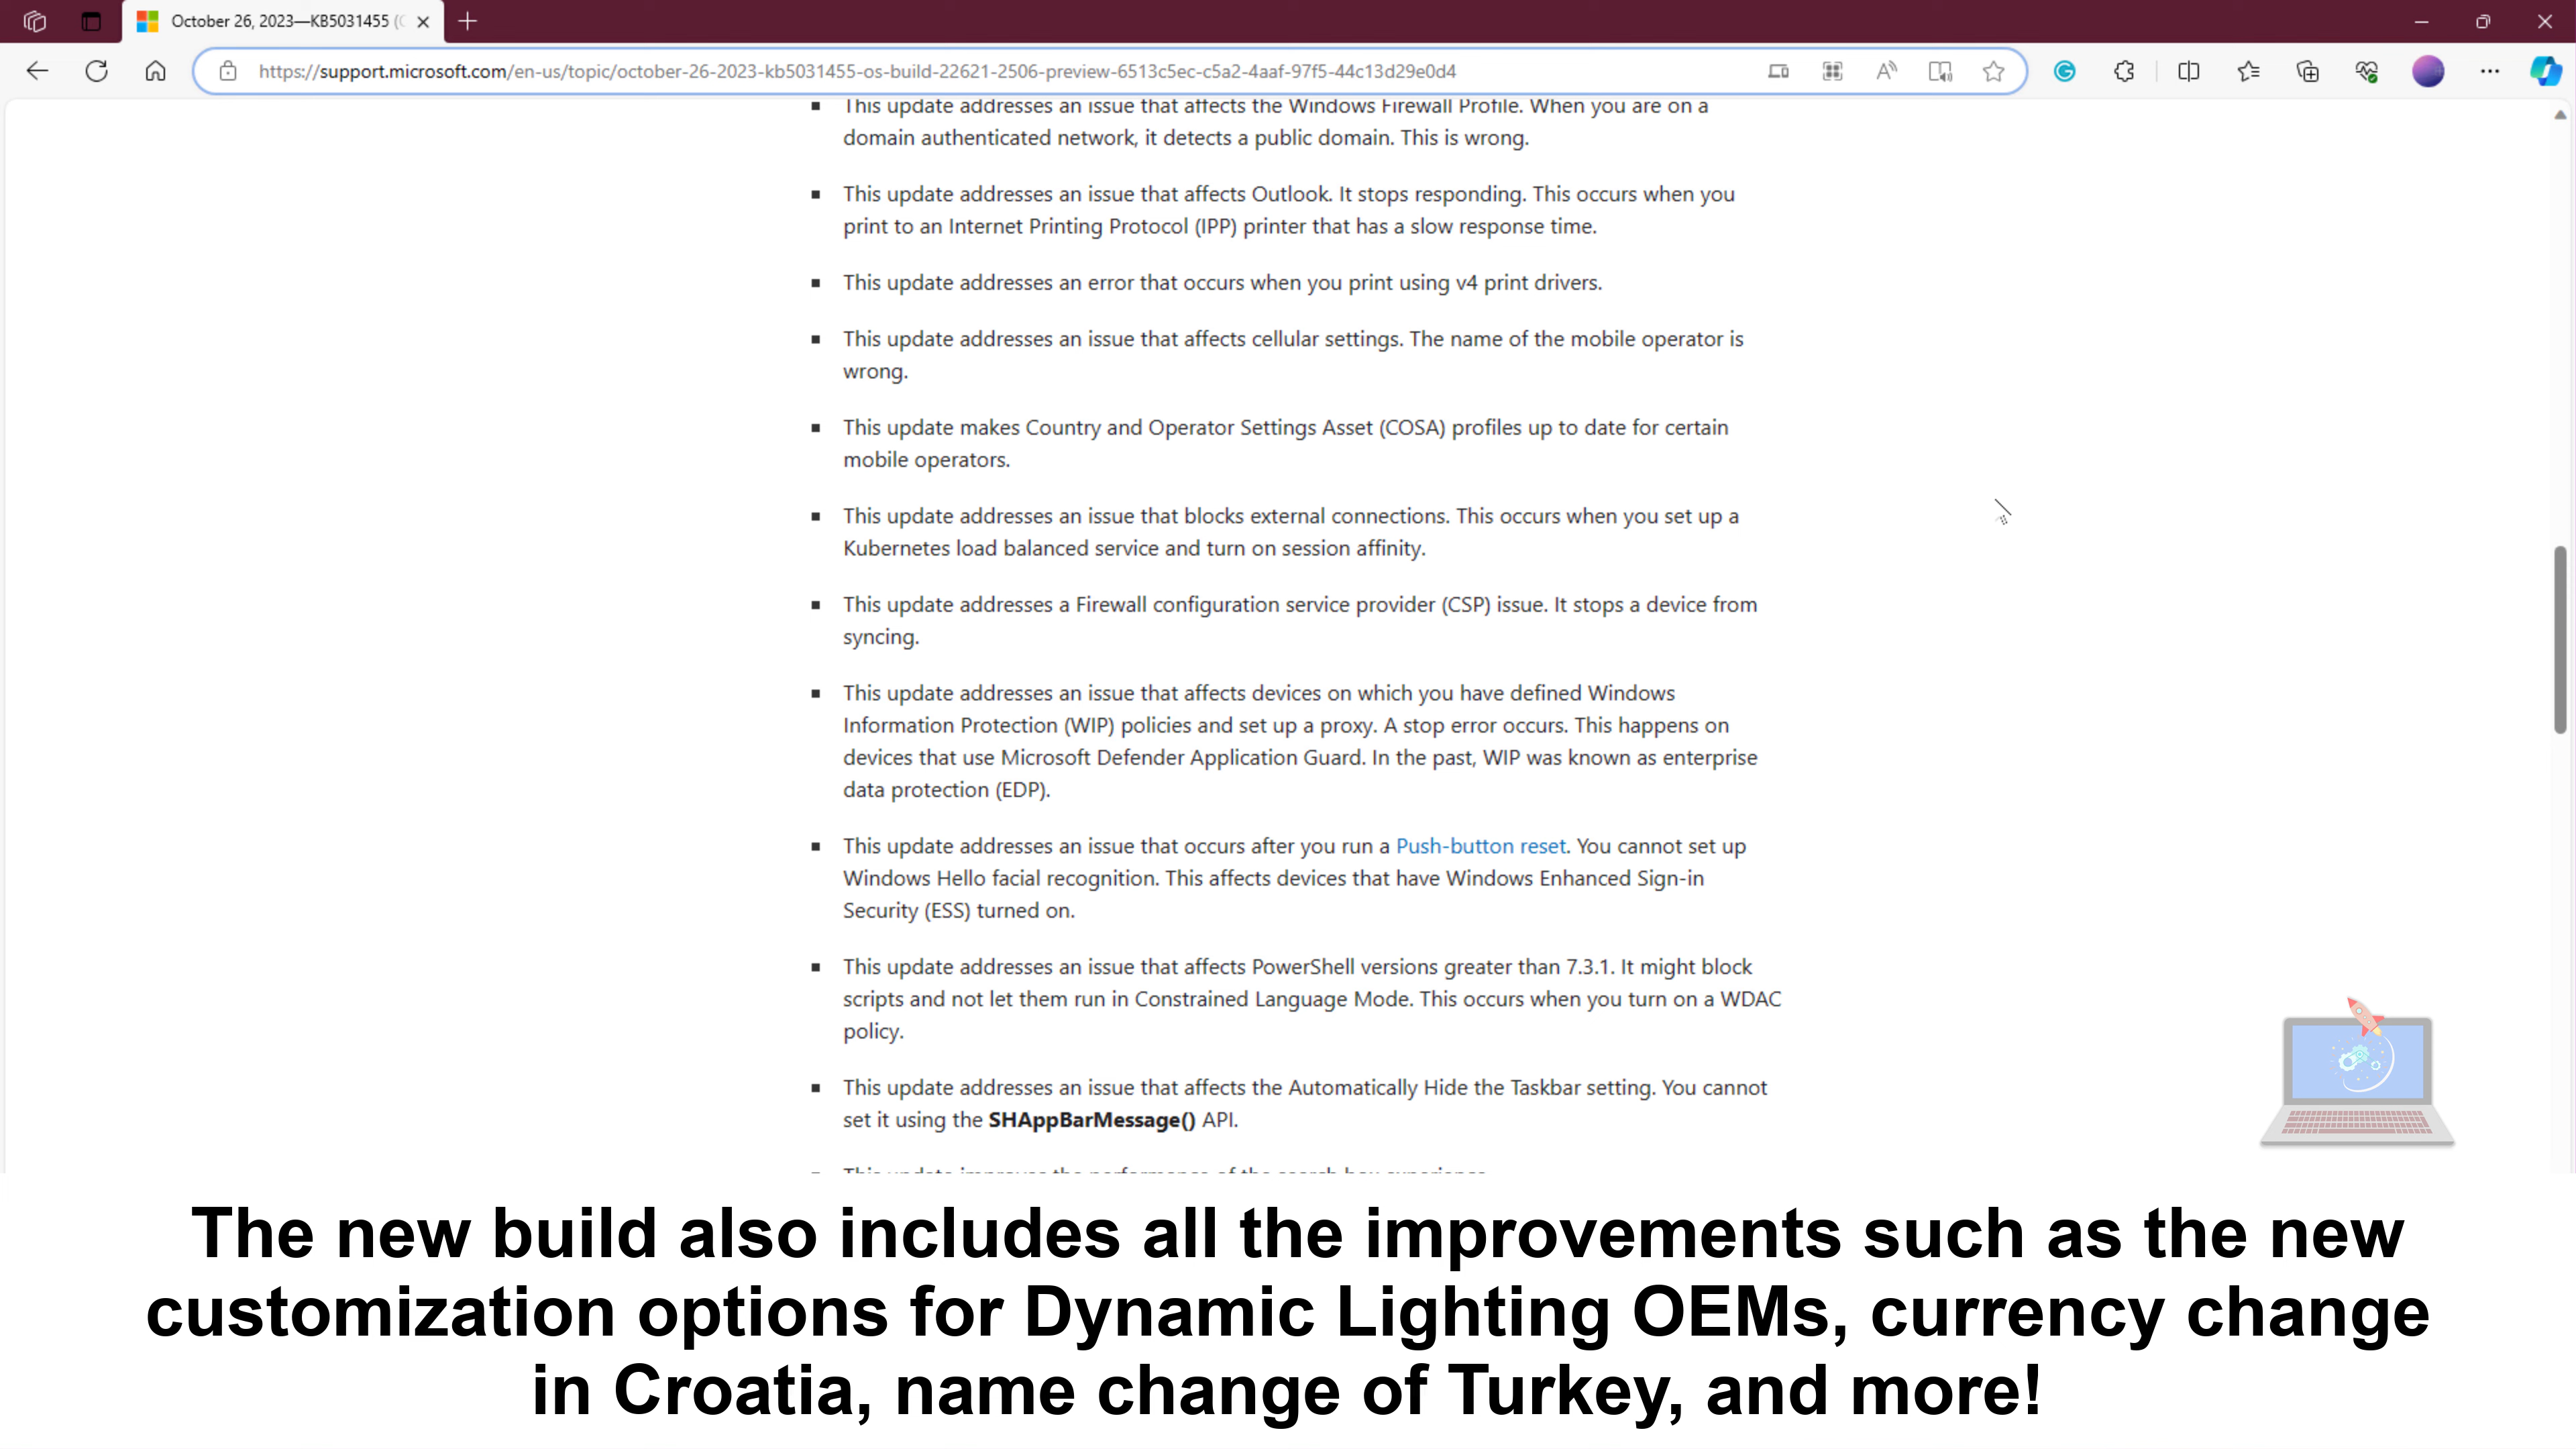 October 26, 2023—KB5031455 (
https://support.microsoft.com/en-us/topic/october-26-2023-kb5031455-os-build-22621-2506-preview-6513c5ec-c5a2-4aaf-97f5-44c13d29e0d4
This update addresses an issue that affects the Windows Firewall Profile. When you are on a
domain authenticated network, it detects a public domain. This is wrong.
This update addresses an issue that affects Outlook. It stops responding. This occurs when you
print to an Internet Printing Protocol (IPP) printer that has a slow response time.
This update addresses an error that occurs when you print using v4 print drivers.
This update addresses an issue that affects cellular settings. The name of the mobile operator is
wrong.
This update makes Country and Operator Settings Asset (COSA) profiles up to date for certain
mobile operators.
This update addresses an issue that blocks external connections. This occurs when you set up a
Kubernetes load balanced service and turn on session affinity.
This update addresses a Firewall configuration service provider (CSP) issue. It stops a device from
syncing.
This update addresses an issue that affects devices on which you have defined Windows
Information Protection (WIP) policies and set up a proxy. A stop error occurs. This happens on
devices that use Microsoft Defender Application Guard. In the past, WIP was known as enterprise
data protection (EDP).
This update addresses an issue that occurs after you run a Push-button reset. You cannot set up
Windows Hello facial recognition. This affects devices that have Windows Enhanced Sign-in
Security (ESS) turned on.
This update addresses an issue that affects PowerShell versions greater than 7.3.1. It might block
scripts and not let them run in Constrained Language Mode. This occurs when you turn on a WDAC
policy.
This update addresses an issue that affects the Automatically Hide the Taskbar setting. You cannot
set it using the SHAppBarMessage() API.
This update improves the performance of the search box experience.
The new build also includes all the improvements such as the new
customization options for Dynamic Lighting OEMs, currency change
in Croatia, name change of Turkey, and more!